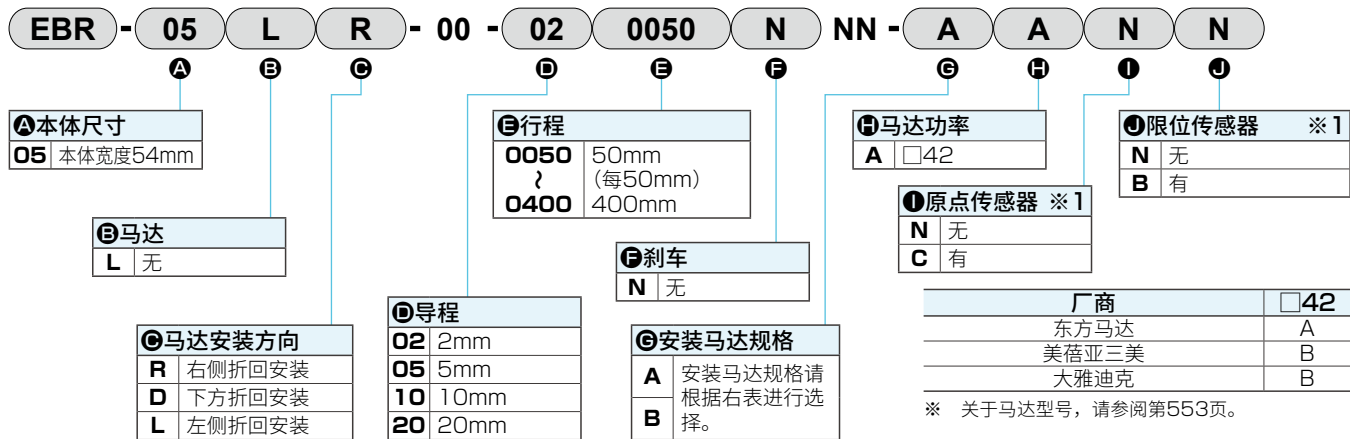 EBR - 05 L R - 00 - 02 0050 N NN - A A N N
Ⓐ Ⓑ Ⓒ Ⓓ Ⓔ Ⓕ Ⓖ Ⓗ Ⓘ Ⓙ
Ⓐ本体尺寸
05 本体宽度54mm
Ⓑ马达
L 无
Ⓒ马达安装方向
R 右侧折回安装
D 下方折回安装
L 左侧折回安装
Ⓓ导程
02 2mm
05 5mm
10 10mm
20 20mm
Ⓔ行程
0050 50mm
～ （每50mm）
0400 400mm
Ⓕ刹车
N 无
Ⓖ安装马达规格
A 安装马达规格请
根据右表进行选
B 择。
Ⓗ马达功率
A □42
Ⓘ原点传感器 ※1
N 无
C 有
Ⓙ限位传感器 ※1
N 无
B 有
厂商 □42
东方马达 A
美蓓亚三美 B
大雅迪克 B
※ 关于马达型号，请参阅第553页。